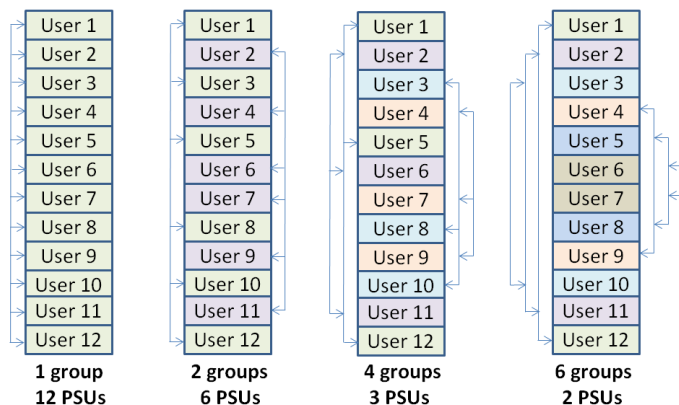 User 1
User 2
User 3
User 4
User 5
User 6
User 7
User 8
User 9
User 10
User 11
User 12
1 group
12 PSUs
User 1
User 2
User 3
User 4
User 5
User 6
User 7
User 8
User 9
User 10
User 11
User 12
2 groups
6 PSUs
User 1
User 2
User 3
User 4
User 5
User 6
User 7
User 8
User 9
User 10
User 11
User 12
4 groups
3 PSUs
User 1
User 2
User 3
User 4
User 5
User 6
User 7
User 8
User 9
User 10
User 11
User 12
6 groups
2 PSUs